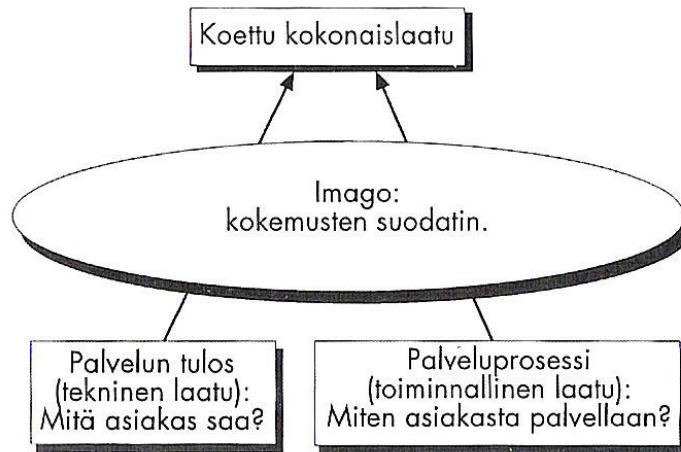 Koettu kokonaislaatu
Imago:
kokemusten suodatin.
Palvelun tulos
(tekninen laatu):
Mitä asiakas saa?
Palveluprosessi
(toiminnallinen laatu):
Miten asiakasta palvellaan?